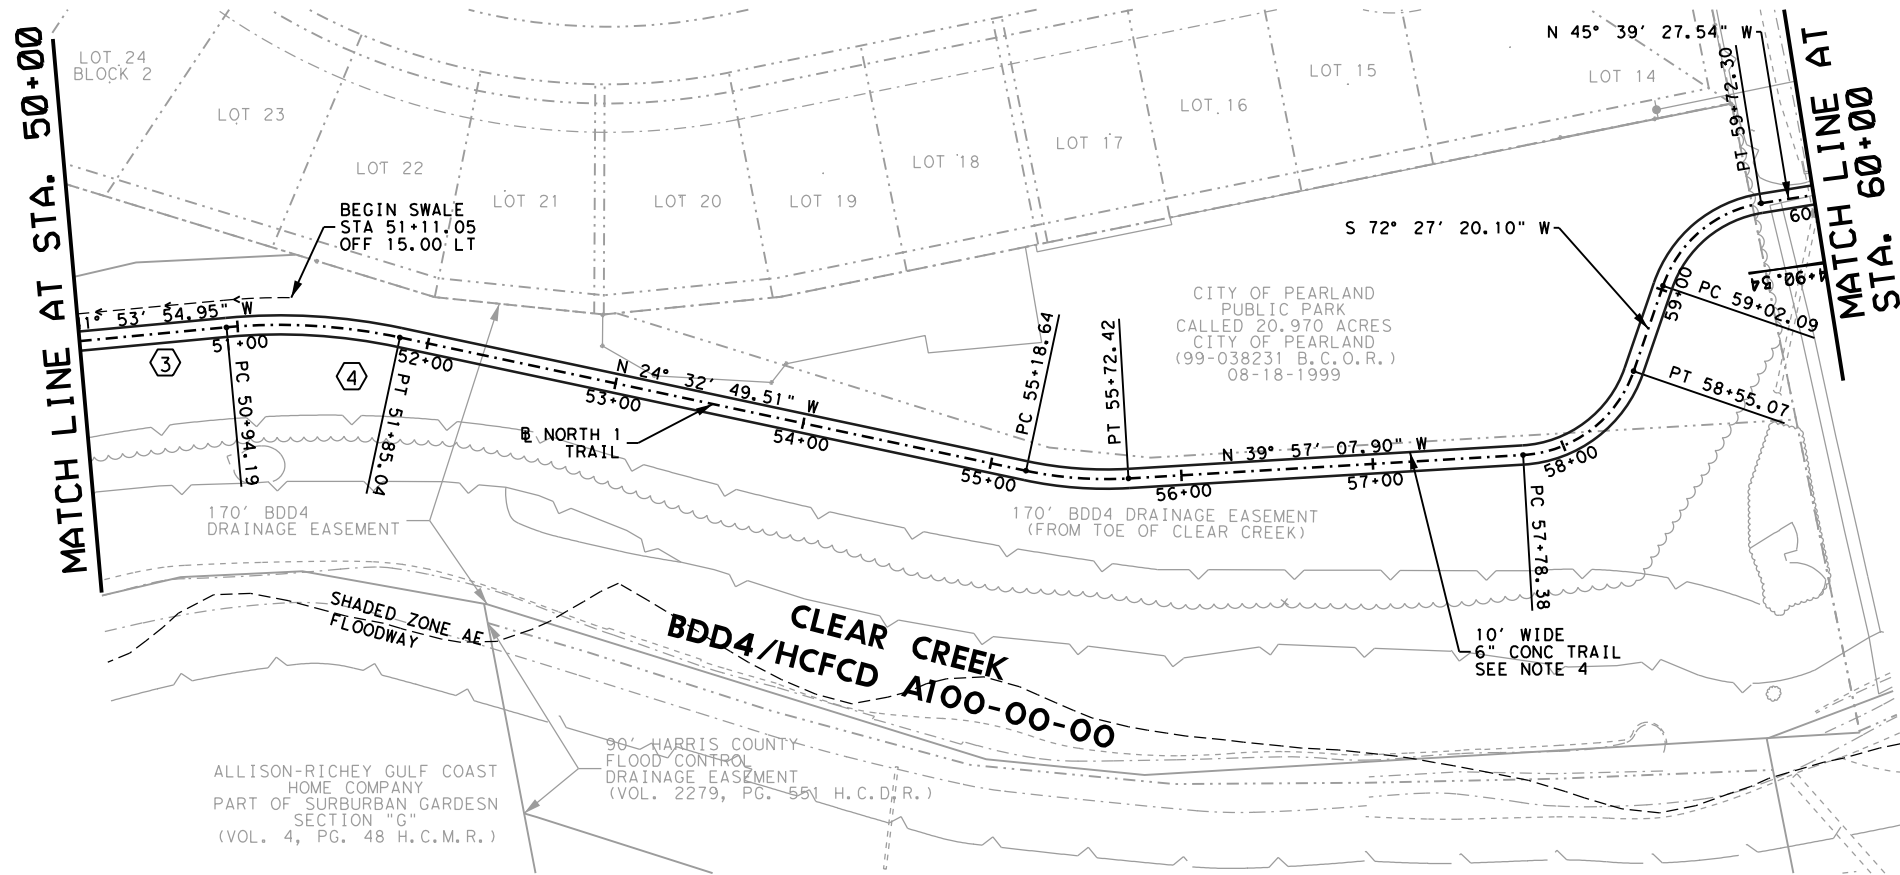 MATCH LINE AT STA. 50+00
LOT 24
BLOCK 2
LOT 23
LOT 22
LOT 21
LOT 20
LOT 19
LOT 18
LOT 17
LOT 16
LOT 15
LOT 14
N 45° 39' 27.54" W
PT 59+72.30
MATCH LINE AT
STA. 60+00
BEGIN SWALE
STA 51+11.05
OFF 15.00 LT
S 72° 27' 20.10" W
60
4+90.54
CITY OF PEARLAND
PUBLIC PARK
CALLED 20.970 ACRES
CITY OF PEARLAND
(99-038231 B.C.O.R.)
08-18-1999
PC 59+02.09
59+00
PT 58+55.07
1° 53' 54.95" W
51+00
3
4
52+00
PC 50+94.19
PT 51+85.04
N 24° 32' 49.51" W
53+00
54+00
55+00
PC 55+18.64
PT 55+72.42
N 39° 57' 07.90" W
56+00
57+00
58+00
PC 57+78.38
BL NORTH 1
TRAIL
170' BDD4
DRAINAGE EASEMENT
170' BDD4 DRAINAGE EASEMENT
(FROM TOE OF CLEAR CREEK)
SHADED ZONE AE
FLOODWAY
CLEAR CREEK
BDD4/HCFCD A100-00-00
10' WIDE
6" CONC TRAIL
SEE NOTE 4
90' HARRIS COUNTY
FLOOD CONTROL
DRAINAGE EASEMENT
(VOL. 2279, PG. 551 H.C.D.R.)
ALLISON-RICHEY GULF COAST
HOME COMPANY
PART OF SURBURBAN GARDESN
SECTION "G"
(VOL. 4, PG. 48 H.C.M.R.)